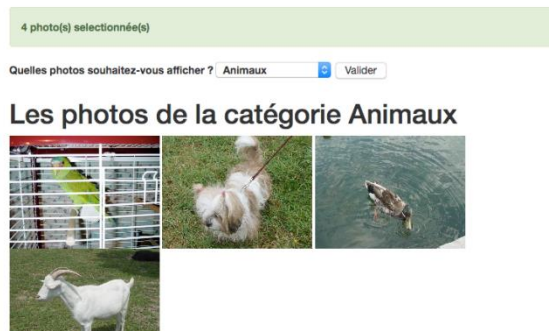 4 photo(s) selectionnée(s)
Quelles photos souhaitez-vous afficher ? Animaux Valider
Les photos de la catégorie Animaux